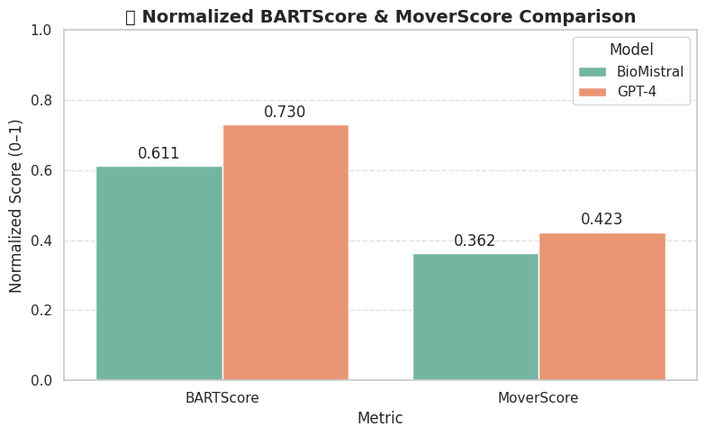 ▯ Normalized BARTScore & MoverScore Comparison
1.0
0.8
0.6
0.4
0.2
0.0
Normalized Score (0–1)
Model
BioMistral
GPT-4
0.611
0.730
0.362
0.423
BARTScore
MoverScore
Metric